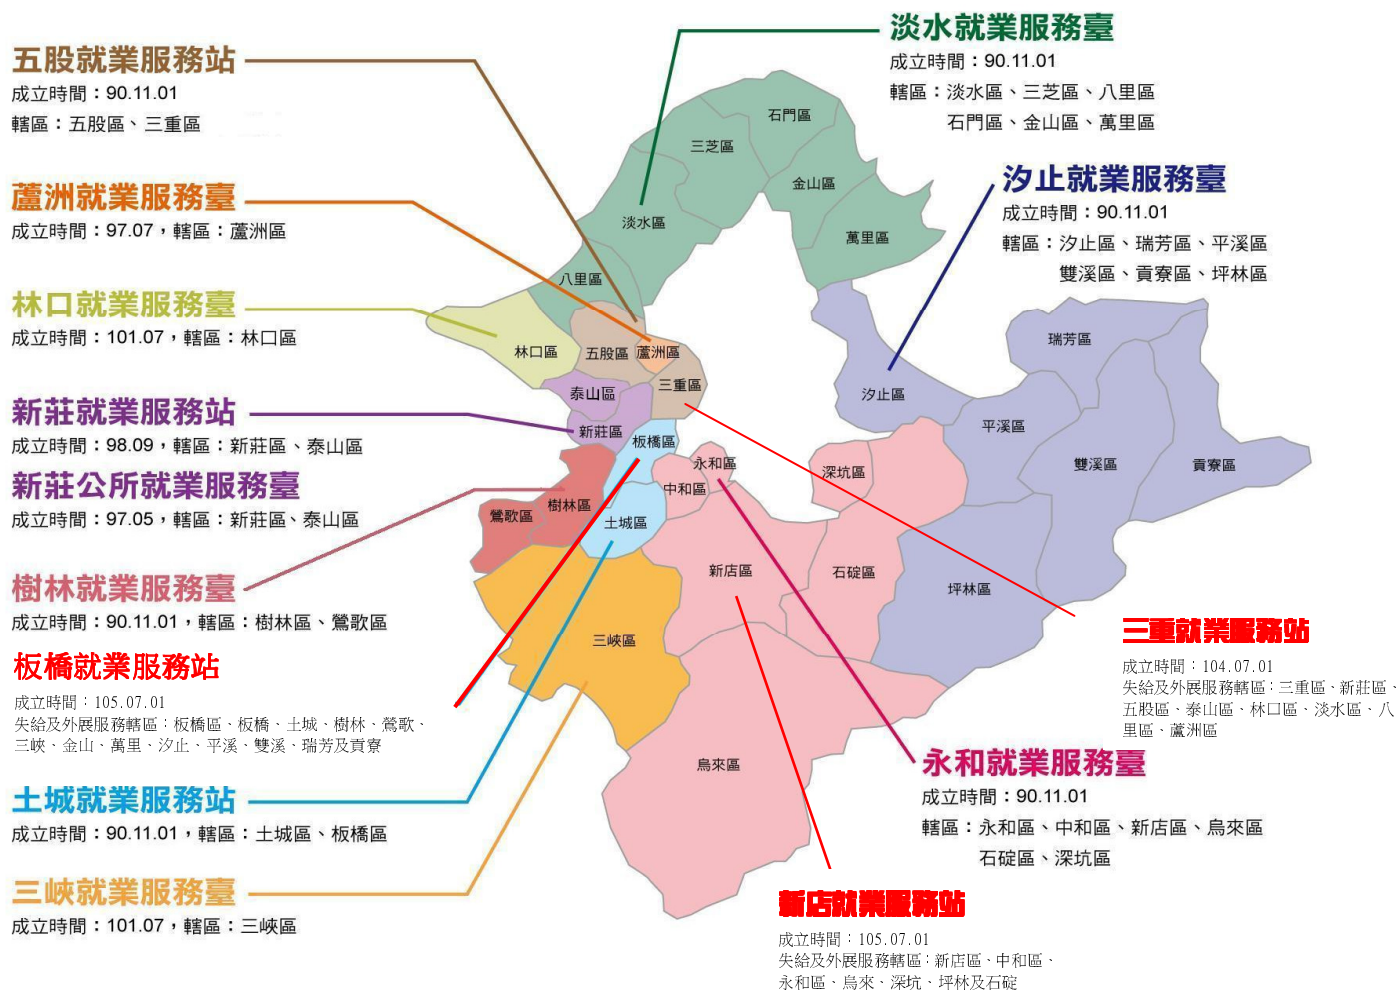 五股就業服務站
成立時間：90.11.01
轄區：五股區、三重區
蘆洲就業服務臺
成立時間：97.07，轄區：蘆洲區
林口就業服務臺
成立時間：101.07，轄區：林口區
新莊就業服務站
成立時間：98.09，轄區：新莊區、泰山區
新莊公所就業服務臺
成立時間：97.05，轄區：新莊區、泰山區
樹林就業服務臺
成立時間：90.11.01，轄區：樹林區、鶯歌區
板橋就業服務站
成立時間：105.07.01
失給及外展服務轄區：板橋區、板橋、土城、樹林、鶯歌、
三峽、金山、萬里、汐止、平溪、雙溪、瑞芳及貢寮
土城就業服務站
成立時間：90.11.01，轄區：土城區、板橋區
三峽就業服務臺
成立時間：101.07，轄區：三峽區
淡水就業服務臺
成立時間：90.11.01
轄區：淡水區、三芝區、八里區
石門區、金山區、萬里區
汐止就業服務臺
成立時間：90.11.01
轄區：汐止區、瑞芳區、平溪區
雙溪區、貢寮區、坪林區
三重就業服務站
成立時間：104.07.01
失給及外展服務轄區：三重區、新莊區、
五股區、泰山區、林口區、淡水區、八
里區、蘆洲區
永和就業服務臺
成立時間：90.11.01
轄區：永和區、中和區、新店區、烏來區
石碇區、深坑區
新店就業服務站
成立時間：105.07.01
失給及外展服務轄區：新店區、中和區、
永和區、烏來、深坑、坪林及石碇
石門區
三芝區
金山區
淡水區
萬里區
八里區
林口區
五股區
蘆洲區
三重區
泰山區
新莊區
板橋區
永和區
中和區
鶯歌區
樹林區
土城區
三峽區
新店區
烏來區
深坑區
石碇區
坪林區
汐止區
平溪區
瑞芳區
雙溪區
貢寮區